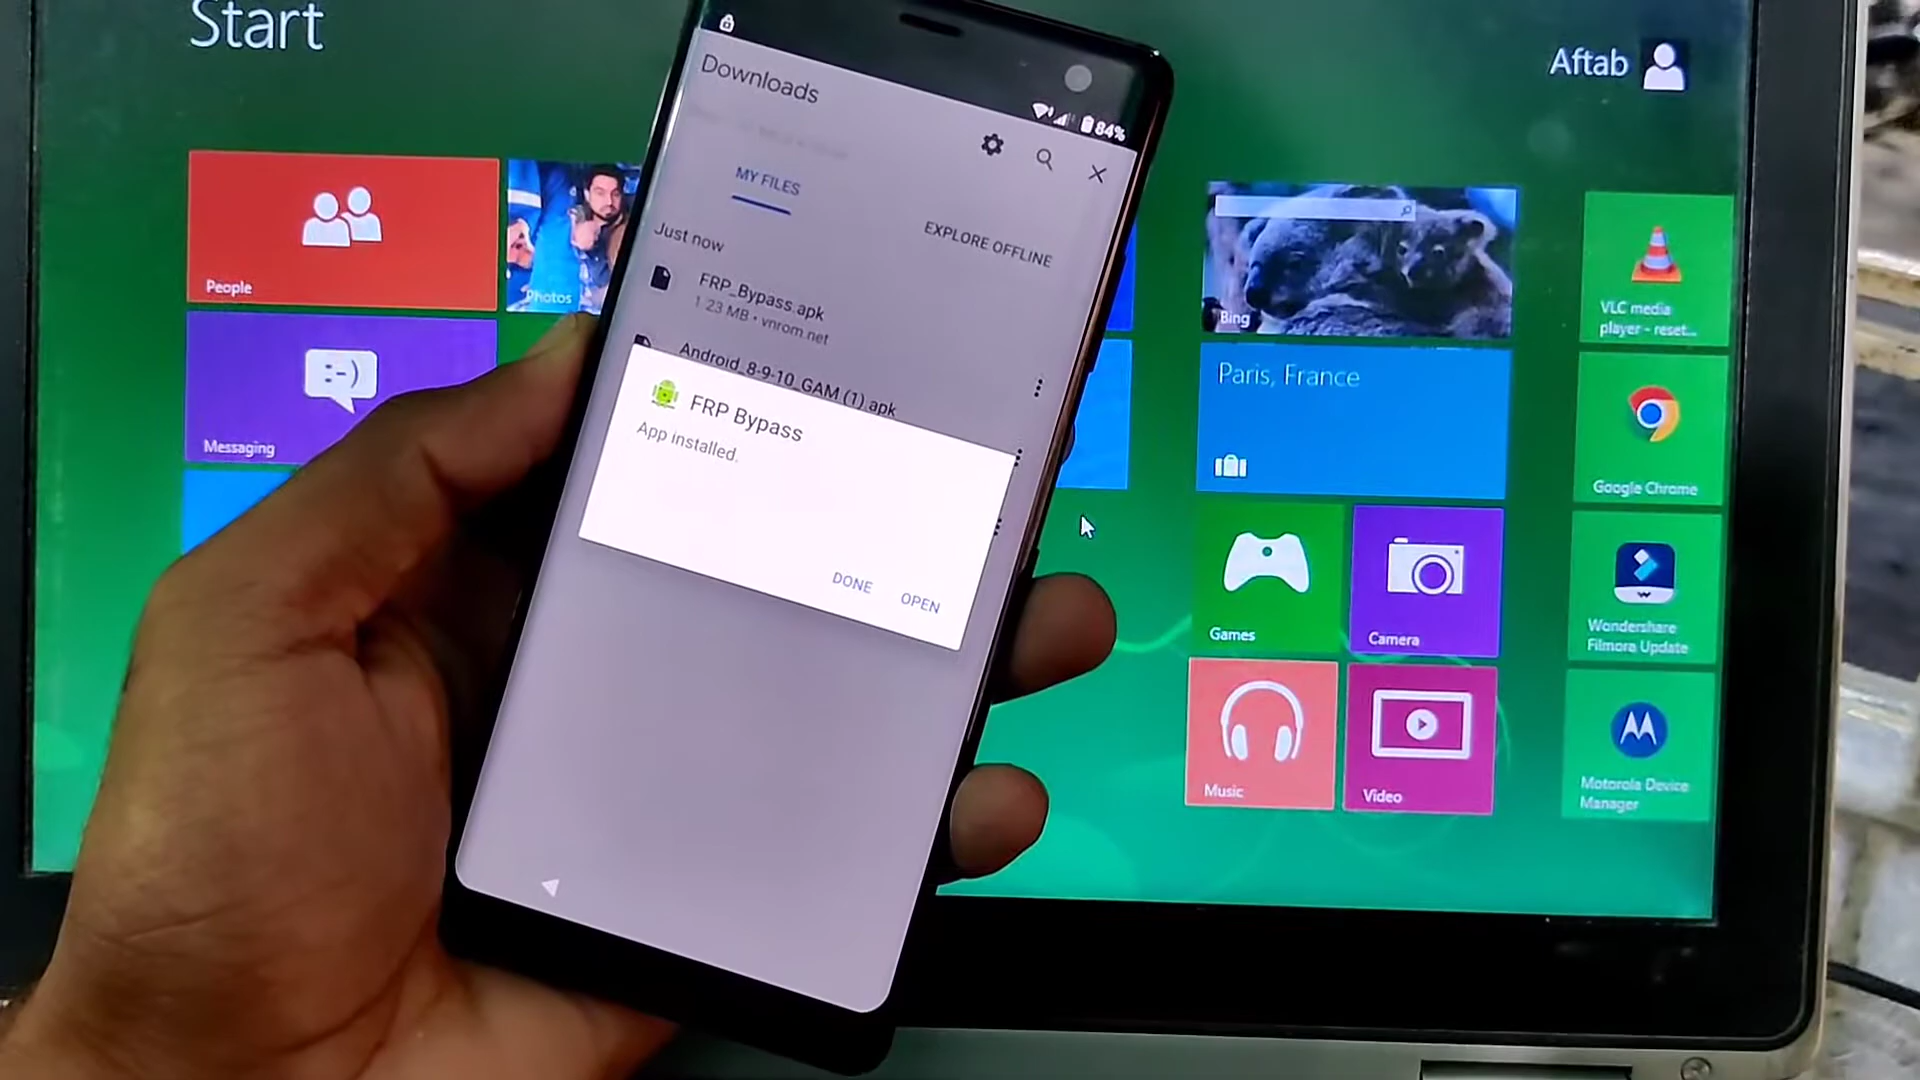 Start
Aftab
People
Photos
Messaging
84%
Downloads
MY FILES
EXPLORE OFFLINE
Just now
FRP_Bypass.apk
1.23 MB • vnrom.net
Android_8-9-10_GAM (1).apk
FRP Bypass
App installed.
DONE
OPEN
Bing
Paris, France
Games
Camera
Music
Video
VLC media
player - reset...
Google Chrome
Wondershare
Filmora Update
Motorola Device
Manager